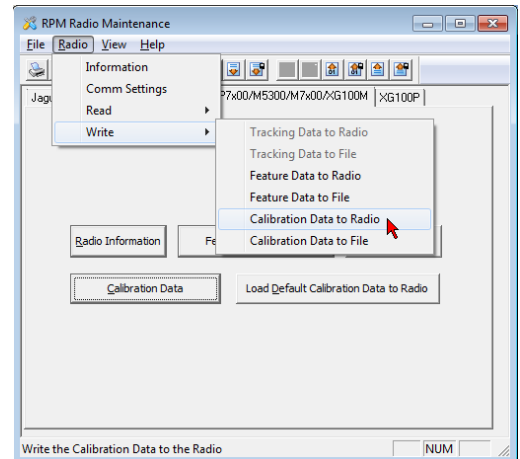 RPM Radio Maintenance
File Radio View Help
Information
Comm Settings
Read
Write
Tracking Data to Radio
Tracking Data to File
Feature Data to Radio
Feature Data to File
Calibration Data to Radio
Calibration Data to File
Jagu 7x00/M5300/M7x00/XG100M XG100P
Radio Information Fe
Calibration Data Load Default Calibration Data to Radio
Write the Calibration Data to the Radio NUM